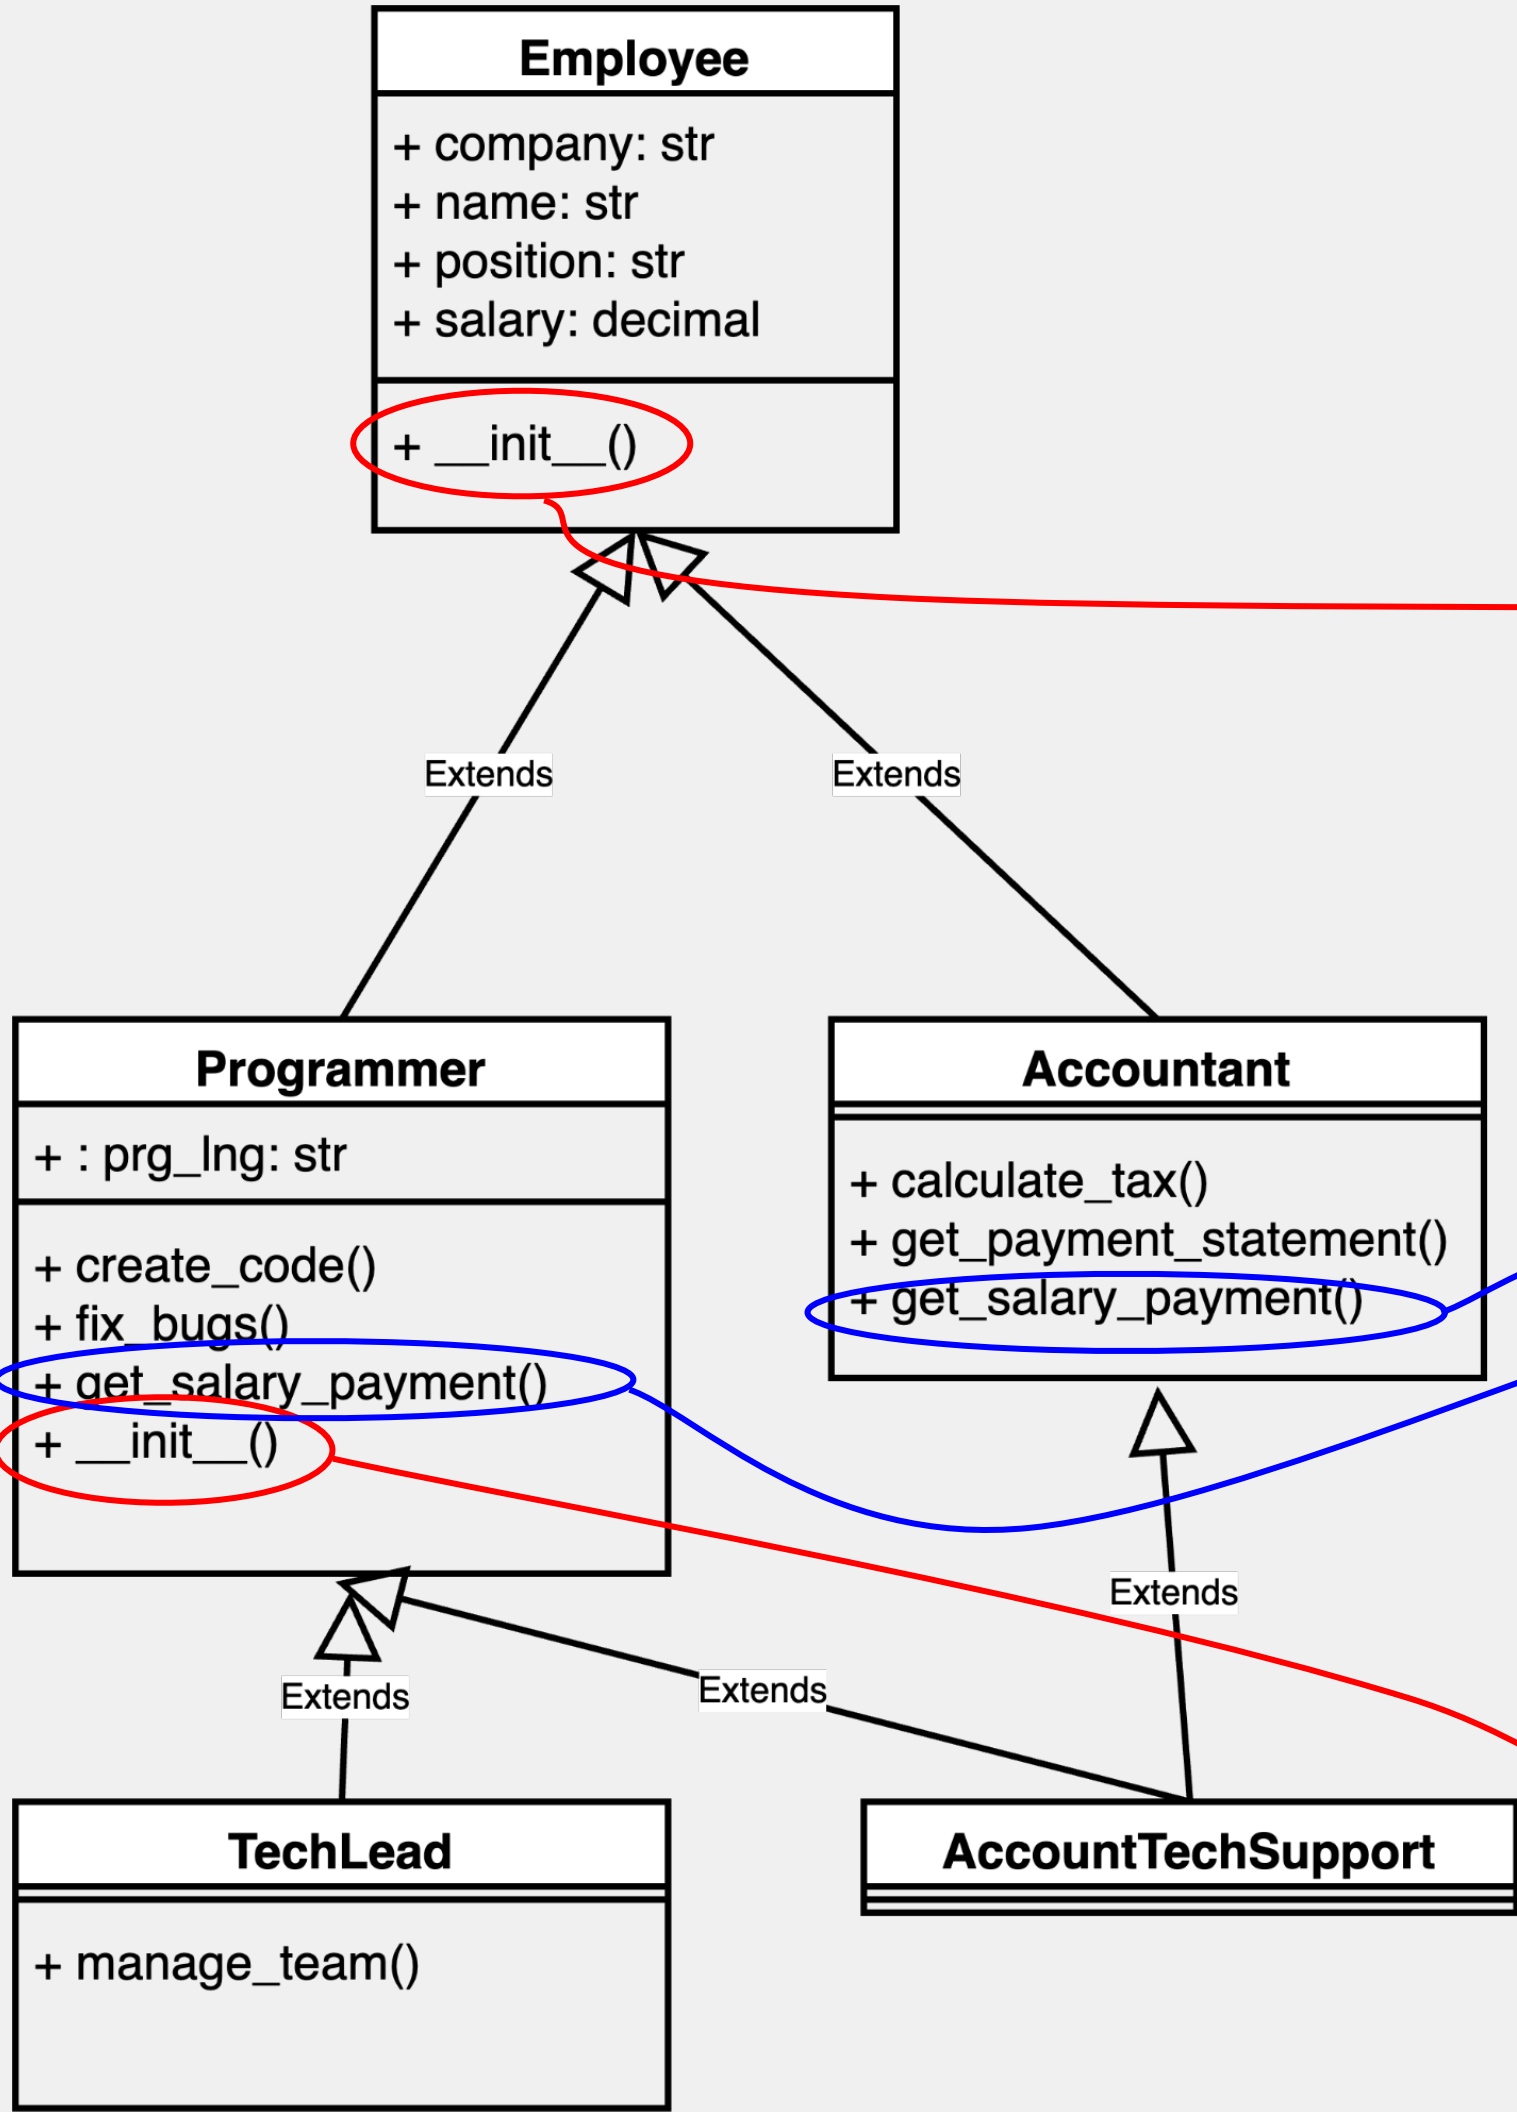 Employee
+ company: str
+ name: str
+ position: str
+ salary: decimal
+ __init__()
Extends
Extends
Programmer
+ : prg_lng: str
+ create_code()
+ fix_bugs()
+ get_salary_payment()
+ __init__()
Accountant
+ calculate_tax()
+ get_payment_statement()
+ get_salary_payment()
Extends
Extends
Extends
TechLead
+ manage_team()
AccountTechSupport